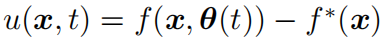 u(𝒙, t) = f(𝒙, 𝜽(t)) − f*(𝒙)